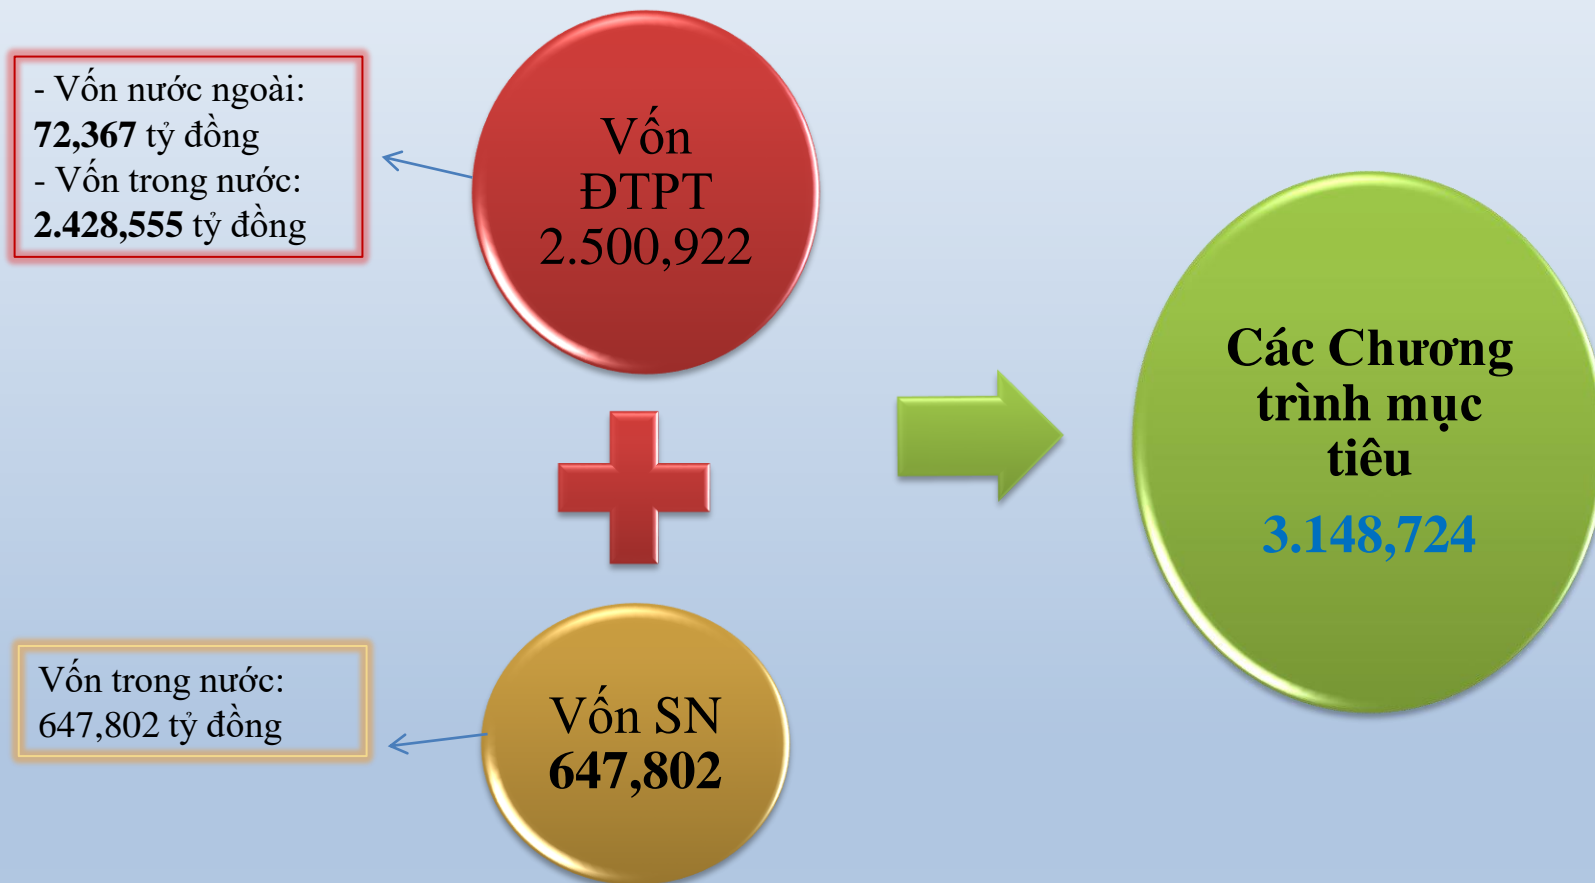 - Vốn nước ngoài:
72,367 tỷ đồng
- Vốn trong nước:
2.428,555 tỷ đồng
Vốn
ĐTPT
2.500,922
Các Chương
trình mục
tiêu
3.148,724
Vốn trong nước:
647,802 tỷ đồng
Vốn SN
647,802